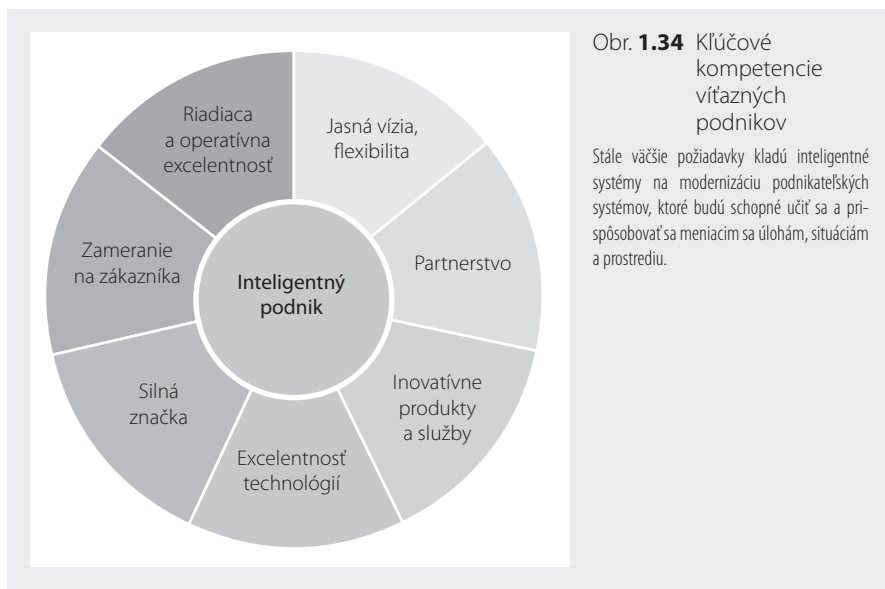 Riadiaca
a operatívna
excelentnosť
Jasná vízia,
flexibilita
Partnerstvo
Inovatívne
produkty
a služby
Excelentnosť
technológií
Silná
značka
Zameranie
na zákazníka
Inteligentný
podnik
Obr. 1.34 Kľúčové
kompetencie
víťazných
podnikov
Stále väčšie požiadavky kladú inteligentné
systémy na modernizáciu podnikateľských
systémov, ktoré budú schopné učiť sa a pri-
spôsobovať sa meniacim sa úlohám, situáciám
a prostrediu.